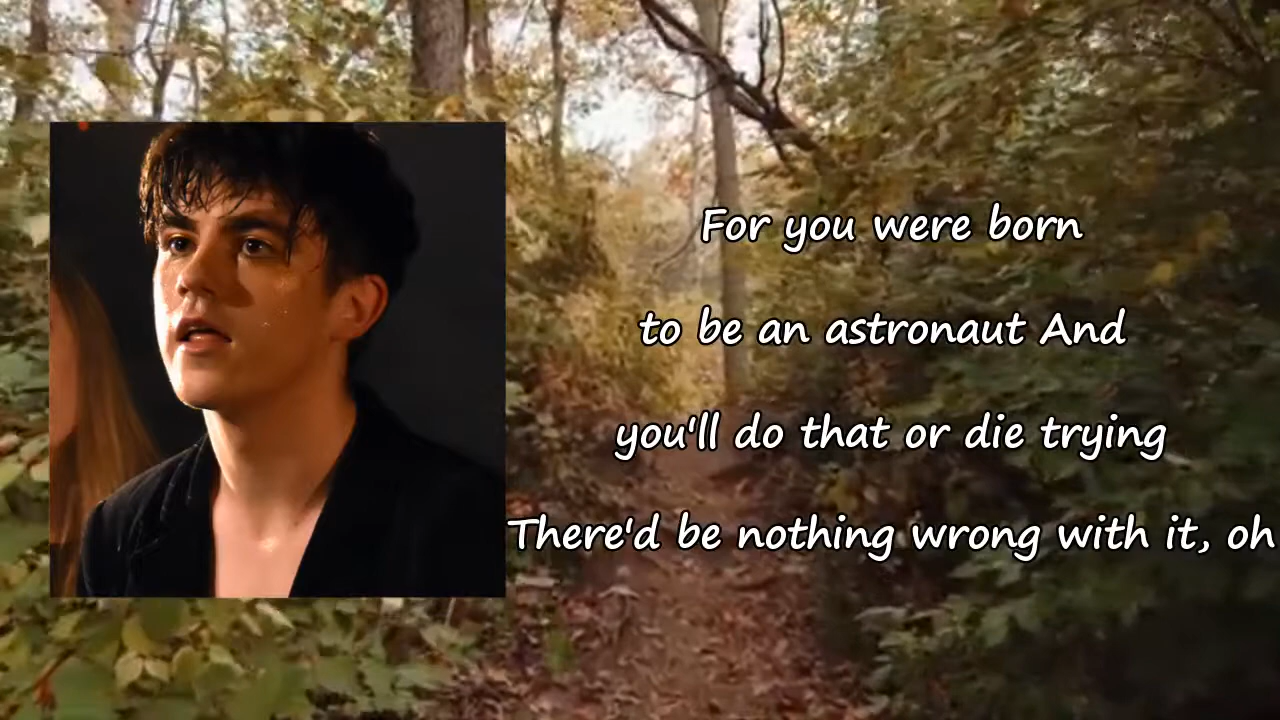 For you were born
to be an astronaut And
you'll do that or die trying
There'd be nothing wrong with it, oh